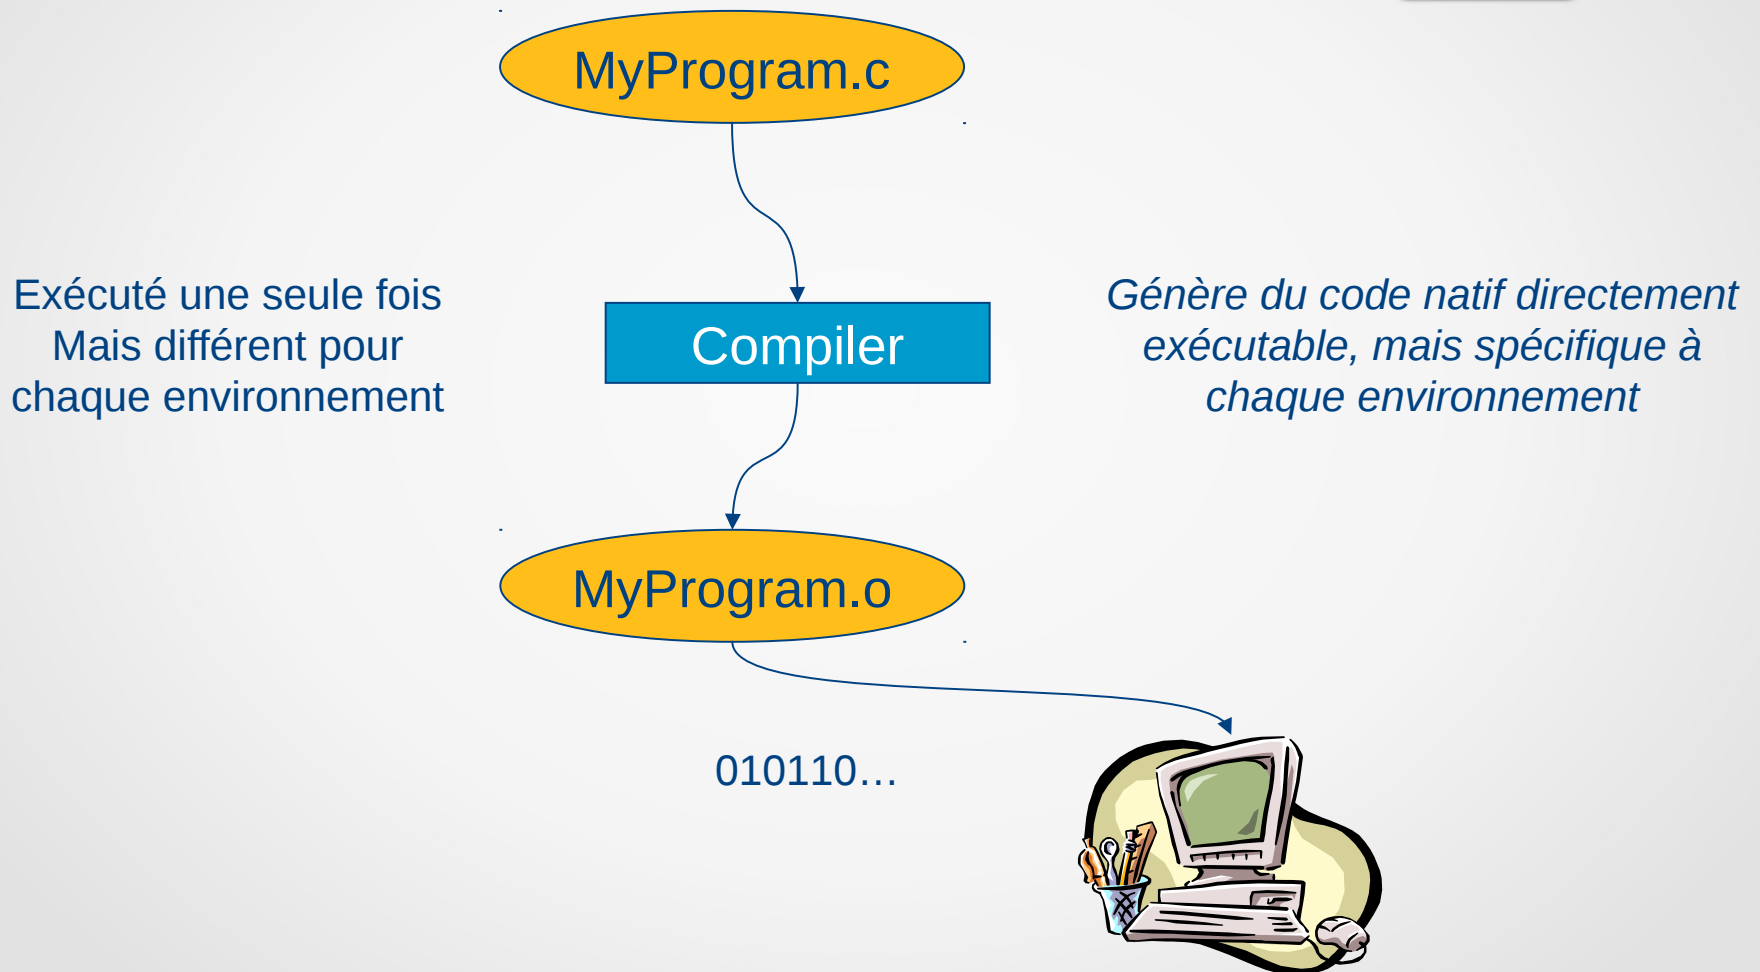 MyProgram.c
Exécuté une seule fois
Mais différent pour
chaque environnement
Compiler
Génère du code natif directement
exécutable, mais spécifique à
chaque environnement
MyProgram.o
010110…